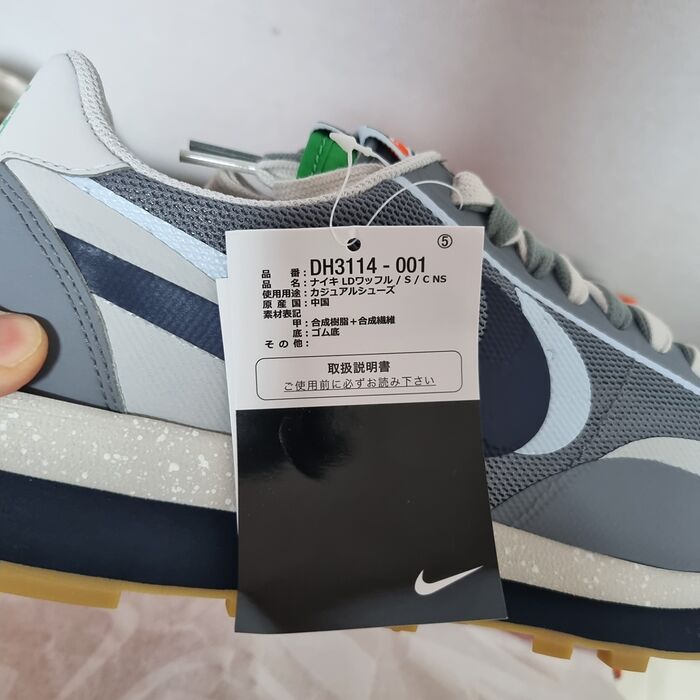 ⑤
品番：DH3114 - 001
品名：ナイキ LDワッフル / S / C NS
使用用途：カジュアルシューズ
原産国：中国
素材表記
甲：合成樹脂＋合成繊維
底：ゴム底
その他：
取扱説明書
ご使用前に必ずお読み下さい